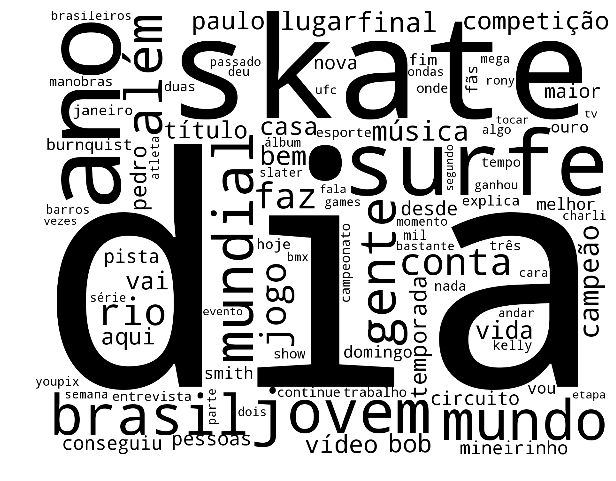 brasileiros
paulo
lugar
final
competição
ano
além
skate
passado
deu
nova
fim
ondas
onde
fãs
mega
rony
maior
manobras
duas
ufc
janeiro
título
casa
esporte
música
tocar
algo
tv
ouro
burnquist
pedro
atleta
álbum
bem
slater
surfe
segundo
tempo
ganhou
faz
fala
games
desde
explica
melhor
barros
vezes
dia
mundial
gente
momento
mil
bastante
charli
campeão
três
pista
hoje
bmx
campeonato
conta
cara
vai
série
rio
aqui
evento
jogo
nada
temporada
andar
vida
kelly
show
domingo
smith
youpix
semana
entrevista
parte
dois
continue
trabalho
circuito
vou
etapa
brasil
jovem
mundo
conseguiu
pessoas
vídeo
bob
mineirinho